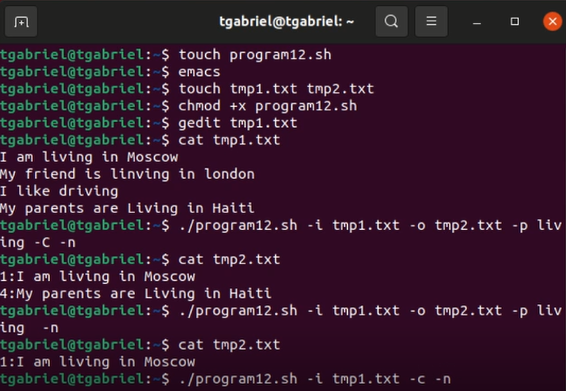 tgabriel@tgabriel: ~
tgabriel@tgabriel:~$ touch program12.sh
tgabriel@tgabriel:~$ emacs
tgabriel@tgabriel:~$ touch tmp1.txt tmp2.txt
tgabriel@tgabriel:~$ chmod +x program12.sh
tgabriel@tgabriel:~$ gedit tmp1.txt
tgabriel@tgabriel:~$ cat tmp1.txt
I am living in Moscow
My friend is linving in london
I like driving
My parents are Living in Haiti
tgabriel@tgabriel:~$ ./program12.sh -i tmp1.txt -o tmp2.txt -p liv
ing -C -n
tgabriel@tgabriel:~$ cat tmp2.txt
1:I am living in Moscow
4:My parents are Living in Haiti
tgabriel@tgabriel:~$ ./program12.sh -i tmp1.txt -o tmp2.txt -p liv
ing  -n
tgabriel@tgabriel:~$ cat tmp2.txt
1:I am living in Moscow
tgabriel@tgabriel:~$ ./program12.sh -i tmp1.txt -c -n